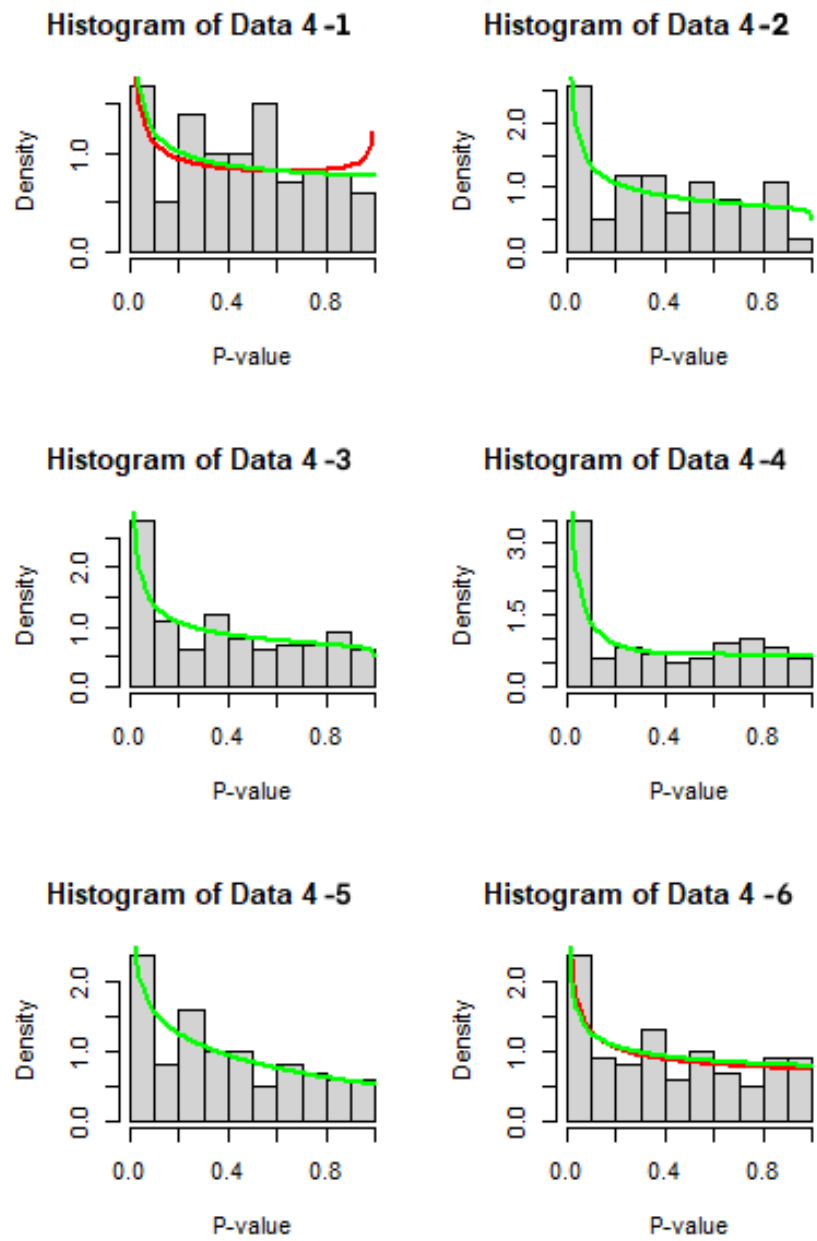 Histogram of Data 4-1
Density
0.0 1.0
0.0 0.4 0.8
P-value
Histogram of Data 4-2
Density
0.0 1.0 2.0
0.0 0.4 0.8
P-value
Histogram of Data 4-3
Density
0.0 1.0 2.0
0.0 0.4 0.8
P-value
Histogram of Data 4-4
Density
0.0 1.5 3.0
0.0 0.4 0.8
P-value
Histogram of Data 4-5
Density
0.0 1.0 2.0
0.0 0.4 0.8
P-value
Histogram of Data 4-6
Density
0.0 1.0 2.0
0.0 0.4 0.8
P-value